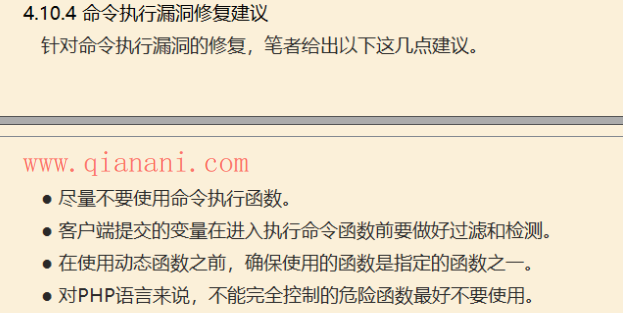 4.10.4 命令执行漏洞修复建议
针对命令执行漏洞的修复，笔者给出以下这几点建议。
www.qianani.com
● 尽量不要使用命令执行函数。
● 客户端提交的变量在进入执行命令函数前要做好过滤和检测。
● 在使用动态函数之前，确保使用的函数是指定的函数之一。
● 对PHP语言来说，不能完全控制的危险函数最好不要使用。